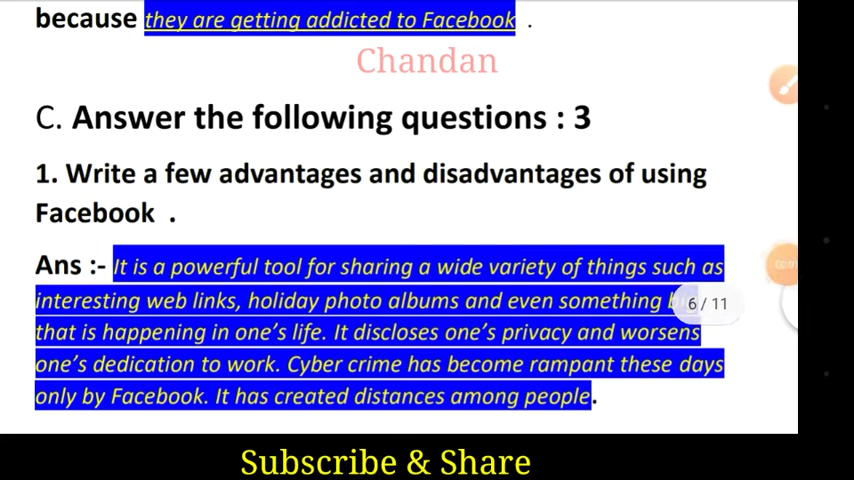 because they are getting addicted to Facebook .
Chandan
C. Answer the following questions : 3
1. Write a few advantages and disadvantages of using
Facebook .
Ans :- It is a powerful tool for sharing a wide variety of things such as
interesting web links, holiday photo albums and even something
6 / 11
that is happening in one's life. It discloses one's privacy and worsens
one's dedication to work. Cyber crime has become rampant these days
only by Facebook. It has created distances among people.
Subscribe & Share